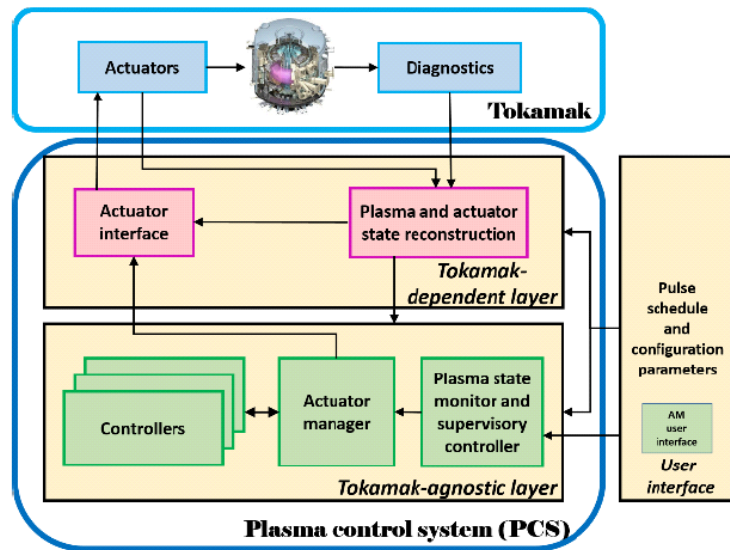 Actuators
Diagnostics
Tokamak
Actuator
interface
Plasma and actuator
state reconstruction
Tokamak-
dependent layer
Controllers
Actuator
manager
Plasma state
monitor and
supervisory
controller
Tokamak-agnostic layer
Plasma control system (PCS)
Pulse
schedule
and
configuration
parameters
AM
user
interface
User
interface